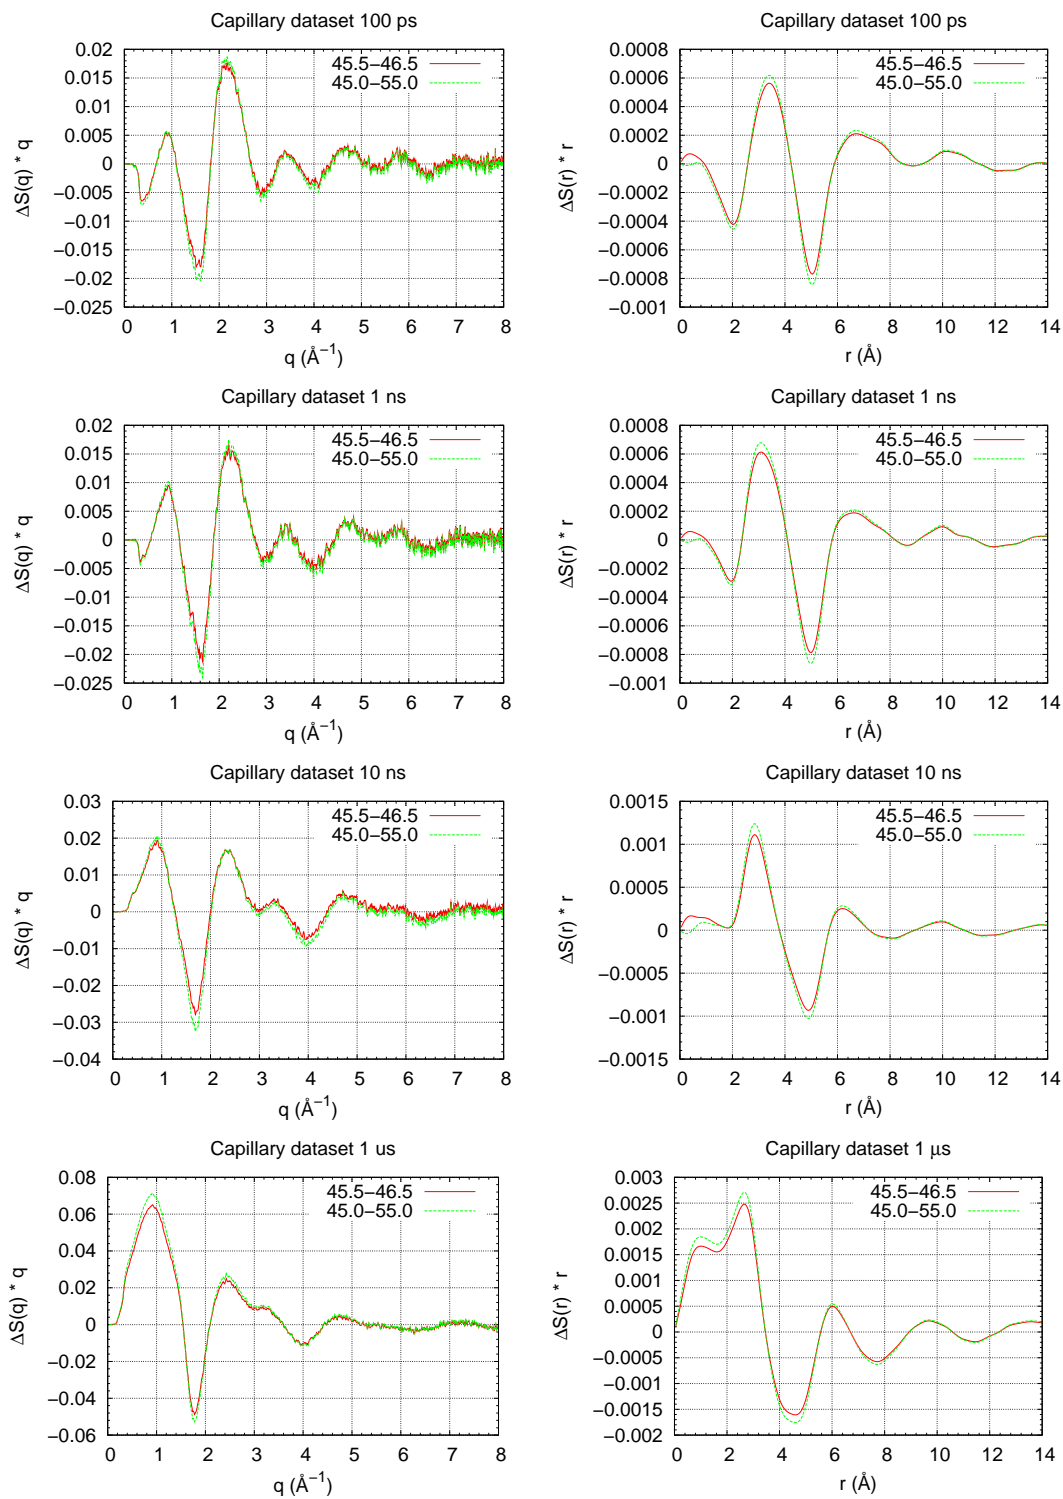 Capillary dataset 100 ps
45.5−46.5
45.0−55.0
ΔS(q) * q
0.02
0.015
0.01
0.005
0
−0.005
−0.01
−0.015
−0.02
−0.025
0 1 2 3 4 5 6 7 8
q (Å−1)
Capillary dataset 100 ps
45.5−46.5
45.0−55.0
ΔS(r) * r
0.0008
0.0006
0.0004
0.0002
0
−0.0002
−0.0004
−0.0006
−0.0008
−0.001
0 2 4 6 8 10 12 14
r (Å)
Capillary dataset 1 ns
45.5−46.5
45.0−55.0
ΔS(q) * q
0.02
0.015
0.01
0.005
0
−0.005
−0.01
−0.015
−0.02
−0.025
0 1 2 3 4 5 6 7 8
q (Å−1)
Capillary dataset 1 ns
45.5−46.5
45.0−55.0
ΔS(r) * r
0.0008
0.0006
0.0004
0.0002
0
−0.0002
−0.0004
−0.0006
−0.0008
−0.001
0 2 4 6 8 10 12 14
r (Å)
Capillary dataset 10 ns
45.5−46.5
45.0−55.0
ΔS(q) * q
0.03
0.02
0.01
0
−0.01
−0.02
−0.03
−0.04
0 1 2 3 4 5 6 7 8
q (Å−1)
Capillary dataset 10 ns
45.5−46.5
45.0−55.0
ΔS(r) * r
0.0015
0.001
0.0005
0
−0.0005
−0.001
−0.0015
0 2 4 6 8 10 12 14
r (Å)
Capillary dataset 1 us
45.5−46.5
45.0−55.0
ΔS(q) * q
0.08
0.06
0.04
0.02
0
−0.02
−0.04
−0.06
0 1 2 3 4 5 6 7 8
q (Å−1)
Capillary dataset 1 μs
45.5−46.5
45.0−55.0
ΔS(r) * r
0.003
0.0025
0.002
0.0015
0.001
0.0005
0
−0.0005
−0.001
−0.0015
−0.002
0 2 4 6 8 10 12 14
r (Å)